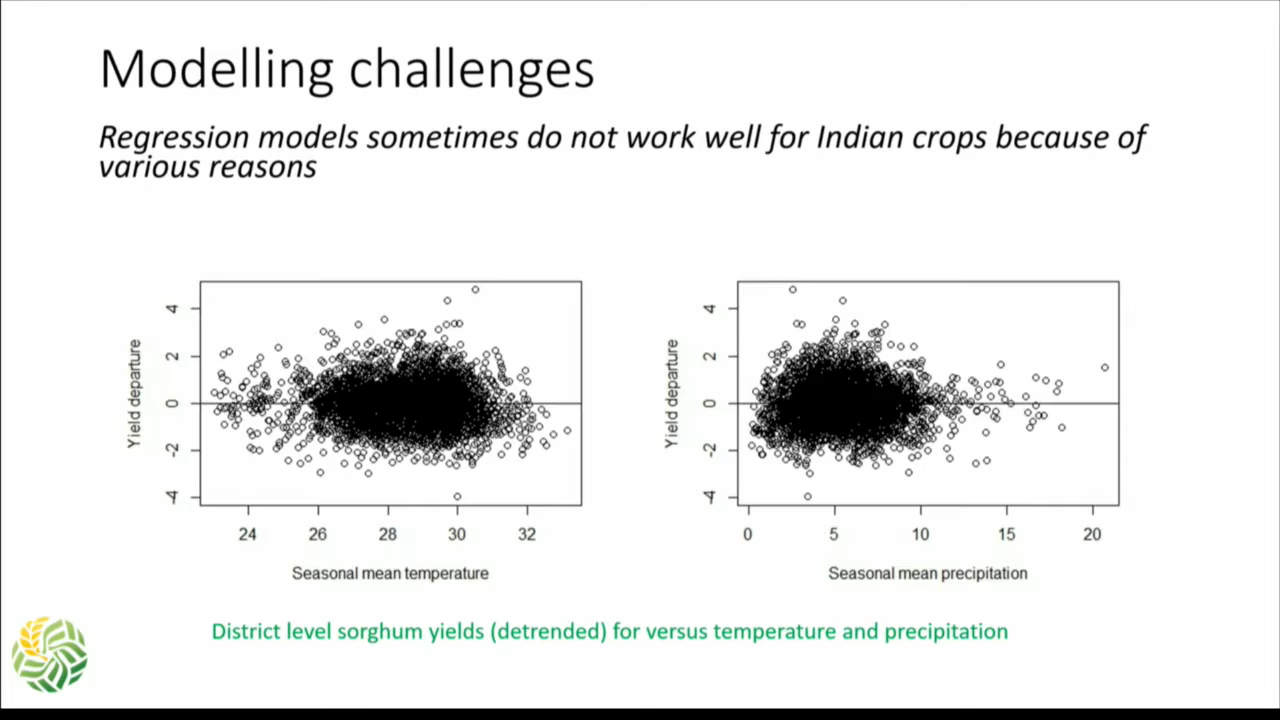 Modelling challenges
Regression models sometimes do not work well for Indian crops because of
various reasons
Yield departure
4
2
0
-2
-4
24 26 28 30 32
Seasonal mean temperature
Yield departure
4
2
0
-2
-4
0 5 10 15 20
Seasonal mean precipitation
District level sorghum yields (detrended) for versus temperature and precipitation